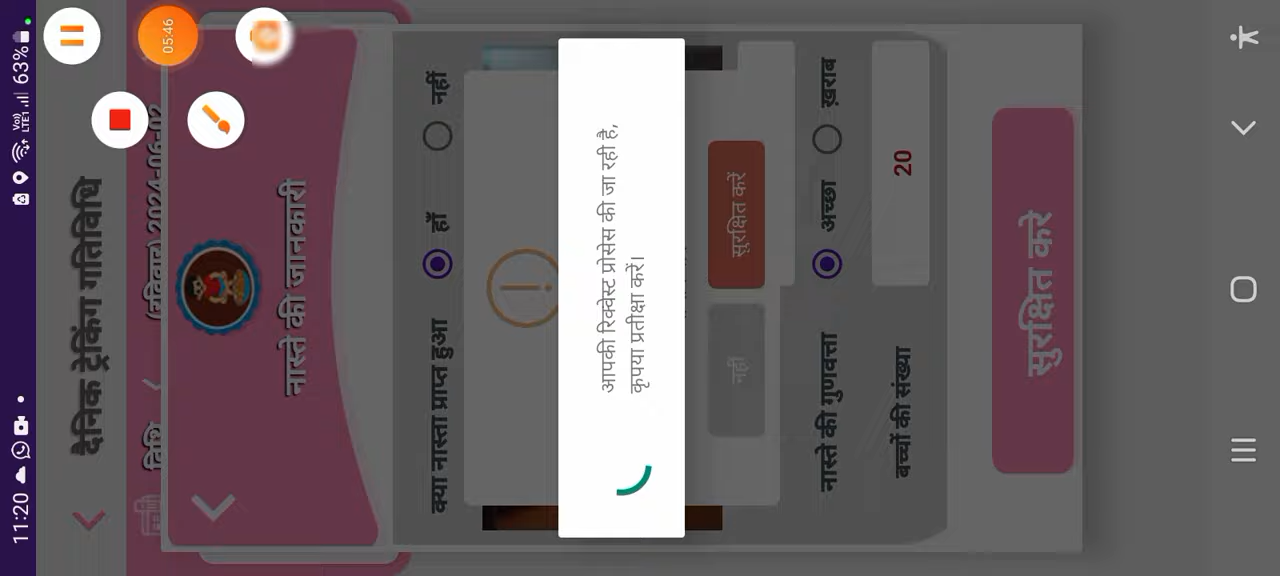 11:20
63%
05:46
दैनिक ट्रेकिंग गतिविधि
तिथि
(रविवार) 2024-06-02
नास्ते की जानकारी
क्या नास्ता प्राप्त हुआ
हाँ
नहीं
आपकी रिक्वेस्ट प्रोसेस की जा रही है,
कृपया प्रतीक्षा करें।
नहीं
सुरक्षित करें
नास्ते की गुणवत्ता
अच्छा
ख़राब
बच्चों की संख्या
20
सुरक्षित करे